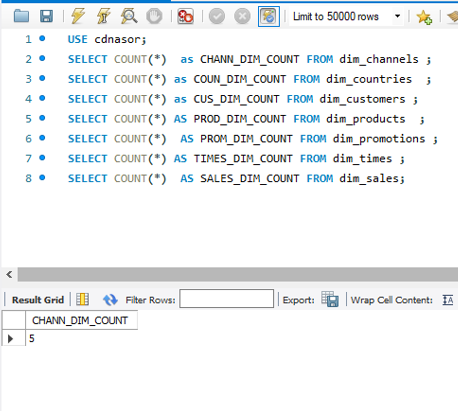 Limit to 50000 rows
1 USE cdnasor;
2 SELECT COUNT(*) as CHANN_DIM_COUNT FROM dim_channels ;
3 SELECT COUNT(*) as COUN_DIM_COUNT FROM dim_countries ;
4 SELECT COUNT(*) as CUS_DIM_COUNT FROM dim_customers ;
5 SELECT COUNT(*) AS PROD_DIM_COUNT FROM dim_products ;
6 SELECT COUNT(*) AS PROM_DIM_COUNT FROM dim_promotions ;
7 SELECT COUNT(*) AS TIMES_DIM_COUNT FROM dim_times ;
8 SELECT COUNT(*) AS SALES_DIM_COUNT FROM dim_sales;
Result Grid Filter Rows: Export: Wrap Cell Content: IA
CHANN_DIM_COUNT
5